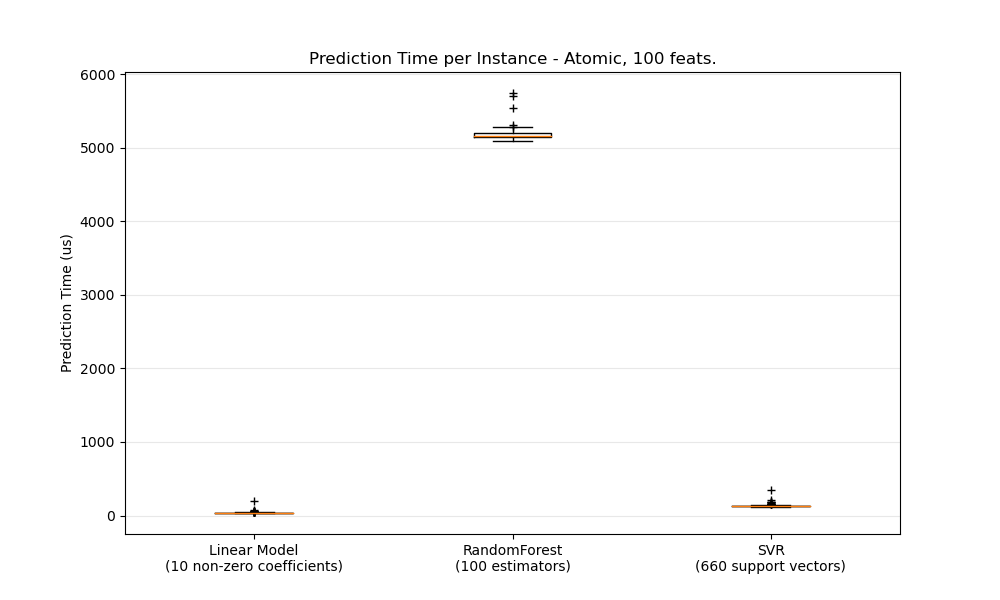 Prediction Time per Instance - Atomic, 100 feats.
6000
5000
4000
3000
2000
1000
0
Prediction Time (us)
Linear Model
(10 non-zero coefficients)
RandomForest
(100 estimators)
SVR
(660 support vectors)